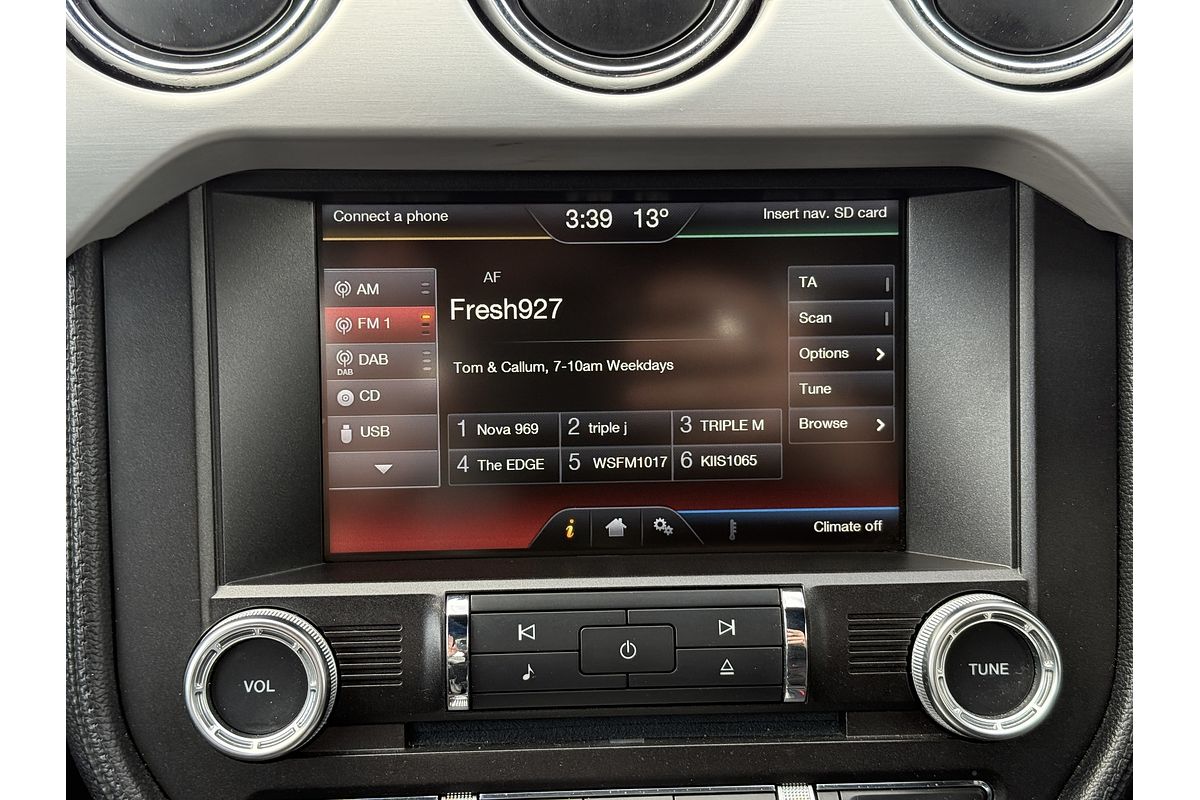 Connect a phone
3:39 13°
Insert nav. SD card
AM
FM 1
DAB
DAB
CD
USB
AF
Fresh927
Tom & Callum, 7-10am Weekdays
1 Nova 969
2 triple j
3 TRIPLE M
4 The EDGE
5 WSFM1017
6 KIIS1065
TA
Scan
Options
Tune
Browse
i
Climate off
VOL
TUNE